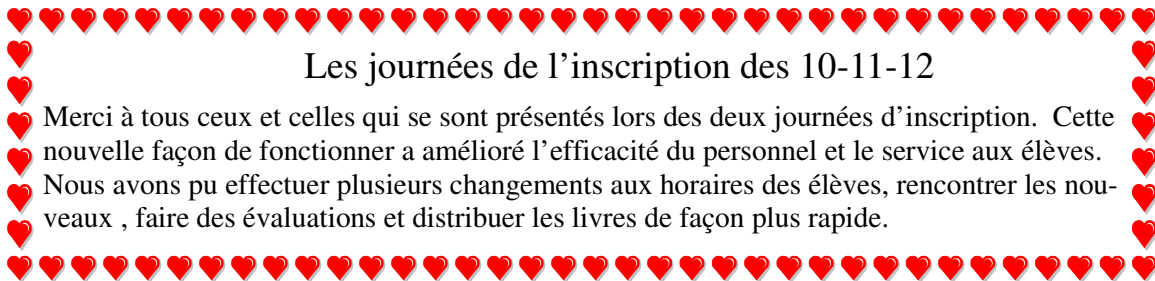 Les journées de l’inscription des 10-11-12
Merci à tous ceux et celles qui se sont présentés lors des deux journées d’inscription.  Cette
nouvelle façon de fonctionner a amélioré l’efficacité du personnel et le service aux élèves.
Nous avons pu effectuer plusieurs changements aux horaires des élèves, rencontrer les nou-
veaux , faire des évaluations et distribuer les livres de façon plus rapide.